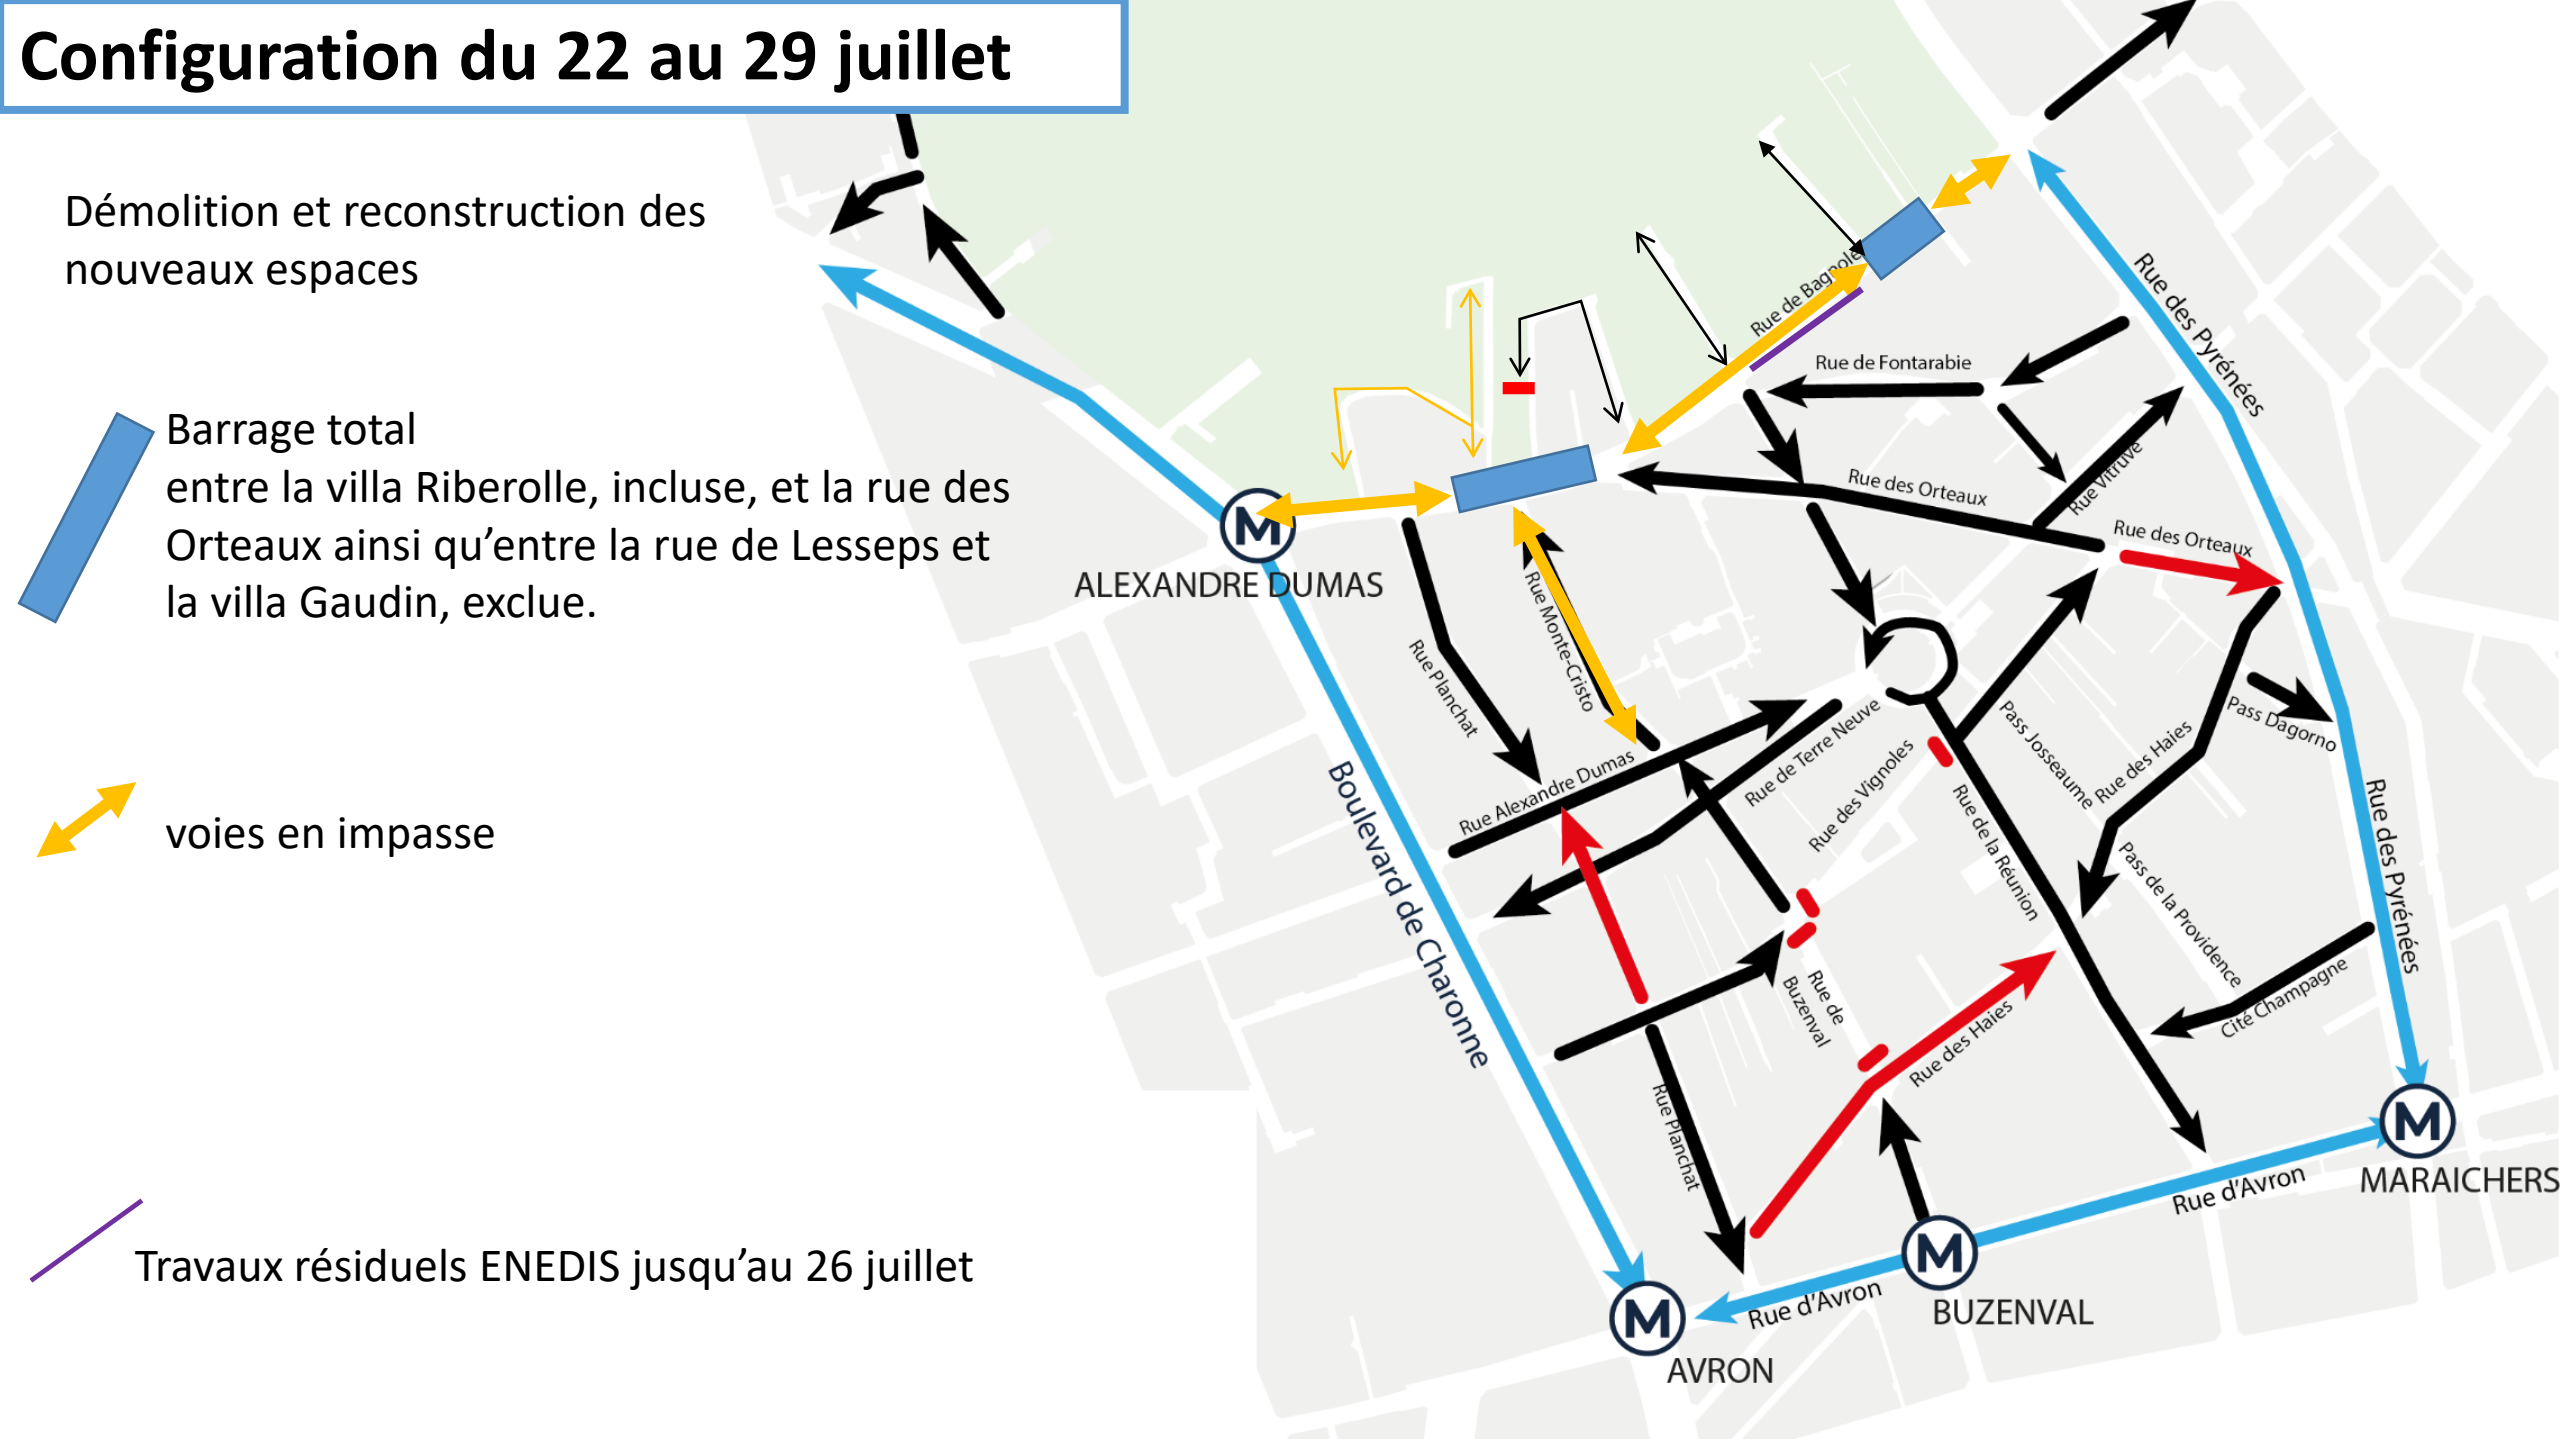 Configuration du 22 au 29 juillet
Démolition et reconstruction des
nouveaux espaces
Barrage total
entre la villa Riberolle, incluse, et la rue des
Orteaux ainsi qu’entre la rue de Lesseps et
la villa Gaudin, exclue.
voies en impasse
Travaux résiduels ENEDIS jusqu’au 26 juillet
Rue de Bagnole
Rue des Pyrénées
Rue de Fontarabie
Rue Vitruve
Rue des Orteaux
Rue des Orteaux
M
ALEXANDRE DUMAS
Rue Planchat
Rue Monte-Cristo
Rue Alexandre Dumas
Rue de Terre Neuve
Rue des Vignoles
Pass Josseaume
Rue des Haies
Pass Dagorno
Boulevard de Charonne
Rue de la Réunion
Pass de la Providence
Rue des Pyrénées
Cité Champagne
Rue de
Buzenval
Rue des Haies
Rue Planchat
M
MARAICHERS
Rue d’Avron
M
BUZENVAL
Rue d’Avron
M
AVRON